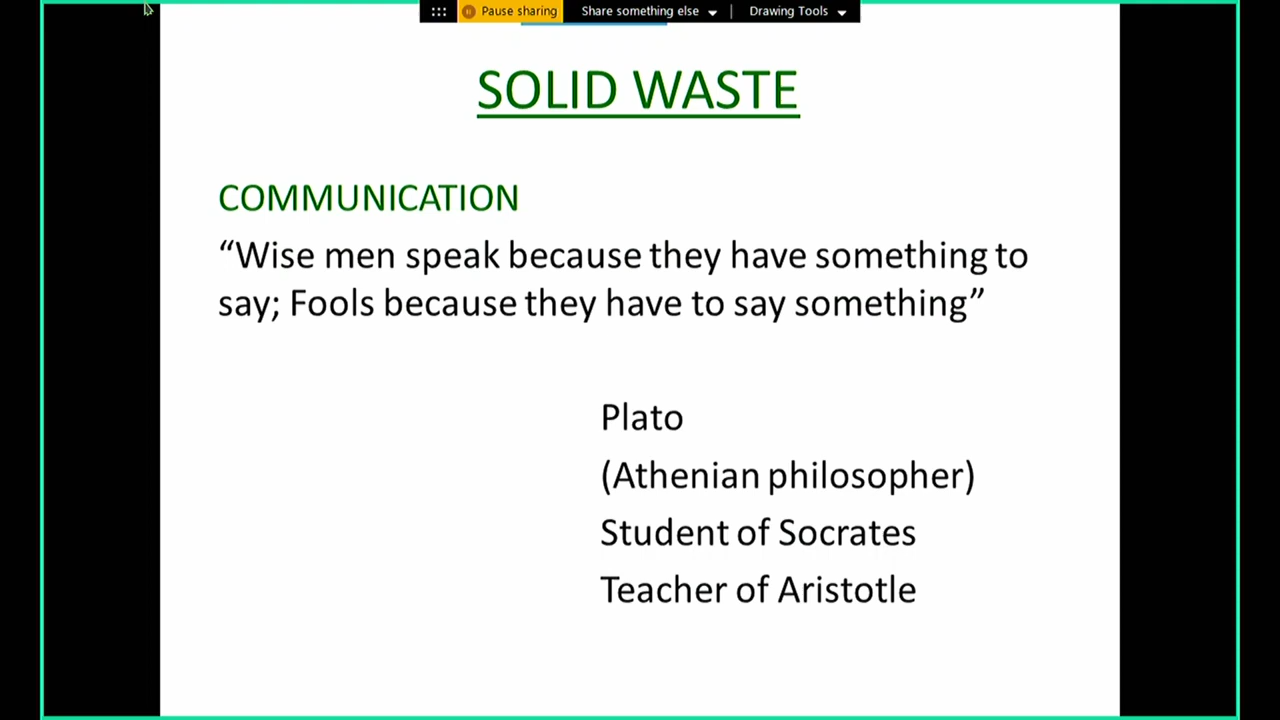 Pause sharing Share something else Drawing Tools
SOLID WASTE
COMMUNICATION
“Wise men speak because they have something to
say; Fools because they have to say something”
Plato
(Athenian philosopher)
Student of Socrates
Teacher of Aristotle